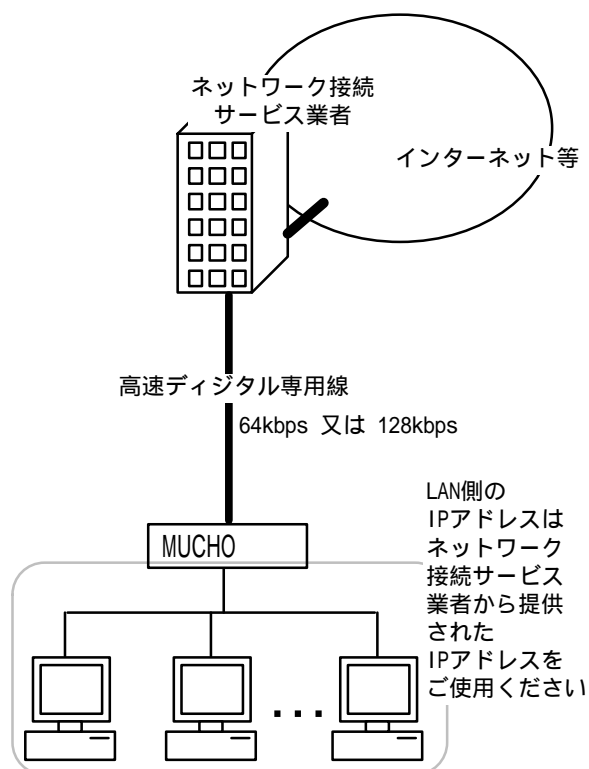 ネットワーク接続
サービス業者
インターネット等
高速ディジタル専用線
64kbps 又は 128kbps
MUCHO
LAN側の
IPアドレスは
ネットワーク
接続サービス
業者から提供
された
IPアドレスを
ご使用ください